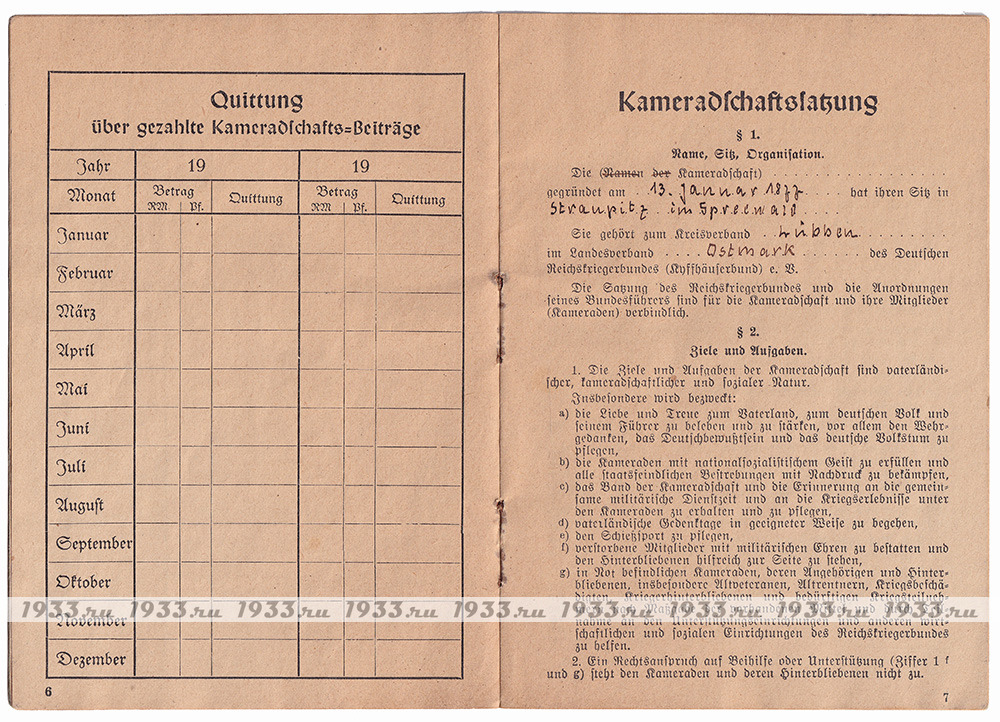 Quittung
über gezahlte Kameradschafts=Beiträge
Jahr 19 19
Monat Betrag Quittung Betrag Quittung
RM. Pf. RM. Pf.
Januar
Februar
März
April
Mai
Juni
Juli
August
September
Oktober
November
Dezember
6
Kameradschaftssatzung
§ 1.
Name, Sitz, Organisation.
Die (Namen der Kameradschaft)
gegründet am 13. Januar 1877 hat ihren Sitz in
Straupitz im Spreewald
Sie gehört zum Kreisverband Lübben
im Landesverband Ostmark des Deutschen
Reichskriegerbundes (Kyffhäuserbund) e. V.
Die Satzung des Reichskriegerbundes und die Anordnungen
seines Bundesführers sind für die Kameradschaft und ihre Mitglieder
(Kameraden) verbindlich.
§ 2.
Ziele und Aufgaben.
1. Die Ziele und Aufgaben der Kameradschaft sind vaterländi-
scher, kameradschaftlicher und sozialer Natur.
Insbesondere wird bezweckt:
a) die Liebe und Treue zum Vaterland, zum deutschen Volk und
seinem Führer zu beleben und zu stärken, vor allem den Wehr-
gedanken, das Deutschbewußtsein und das deutsche Volkstum zu
pflegen,
b) die Kameraden mit nationalsozialistischem Geist zu erfüllen und
alle staatsfeindlichen Bestrebungen mit Nachdruck zu bekämpfen,
c) das Band der Kameradschaft und die Erinnerung an die gemein-
same militärische Dienstzeit und an die Kriegserlebnisse unter
den Kameraden zu erhalten und zu pflegen,
d) vaterländische Gedenktage in geeigneter Weise zu begehen,
e) den Schießsport zu pflegen,
f) verstorbene Mitglieder mit militärischen Ehren zu bestatten und
den Hinterbliebenen hilfreich zur Seite zu stehen,
g) in Not befindlichen Kameraden, deren Angehörigen und Hinter-
bliebenen, insbesondere Altveteranen, Altrentnern, Kriegsbeschä-
digten, Kriegerhinterbliebenen und bedürftigen Kriegsteilneh-
nahme an den Unterstützungseinrichtungen und anderen wirt-
schaftlichen und sozialen Einrichtungen des Reichskriegerbundes
zu helfen.
2. Ein Rechtsanspruch auf Beihilfe oder Unterstützung (Ziffer 1 f
und g) steht den Kameraden und deren Hinterbliebenen nicht zu.
7
1933.ru 1933.ru 1933.ru 1933.ru 1933.ru 1933.ru 1933.ru 1933.ru 1933.ru